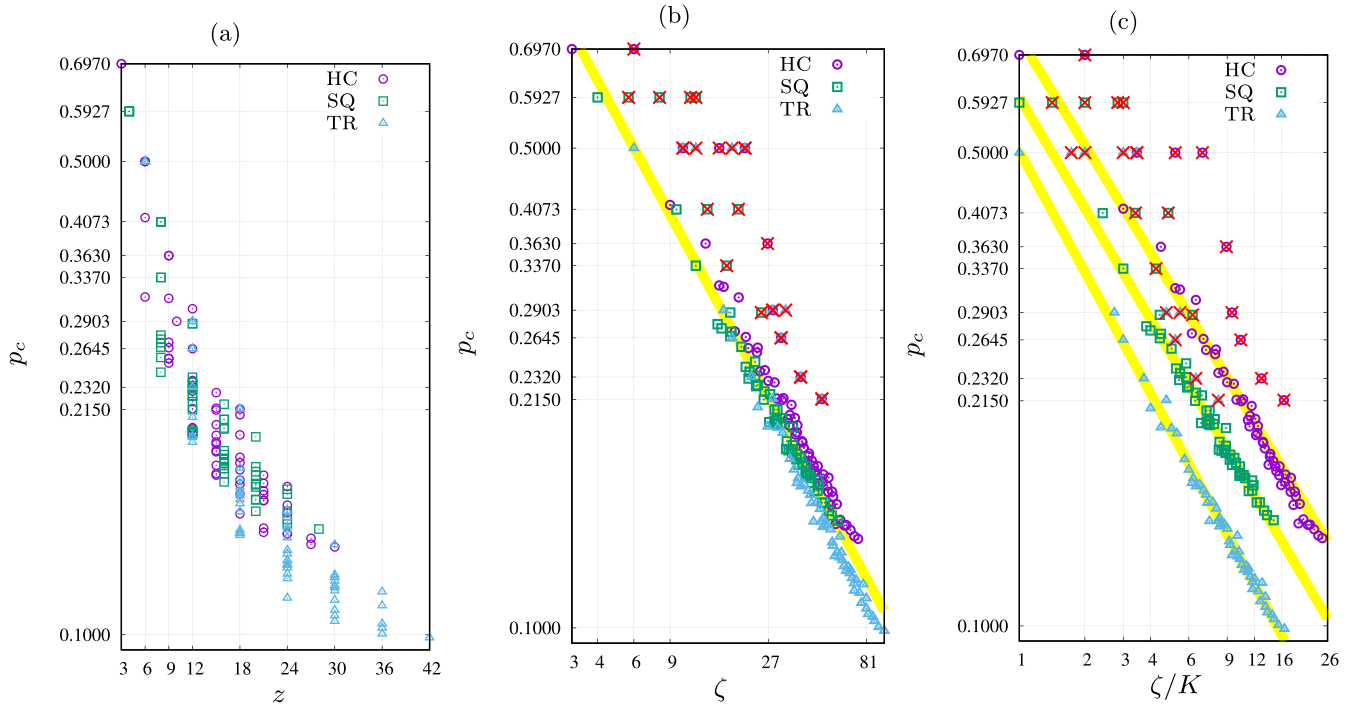 (a)
0.6970
0.5927
0.5000
0.4073
0.3630
0.3370
0.2903
0.2645
0.2320
0.2150
0.1000
p_c
3 6 9 12 18 24 30 36 42
z
HC
SQ
TR
(b)
0.6970
0.5927
0.5000
0.4073
0.3630
0.3370
0.2903
0.2645
0.2320
0.2150
0.1000
p_c
3 4 6 9 27 81
ζ
HC
SQ
TR
(c)
0.6970
0.5927
0.5000
0.4073
0.3630
0.3370
0.2903
0.2645
0.2320
0.2150
0.1000
p_c
1 2 3 4 6 9 12 16 26
ζ/K
HC
SQ
TR